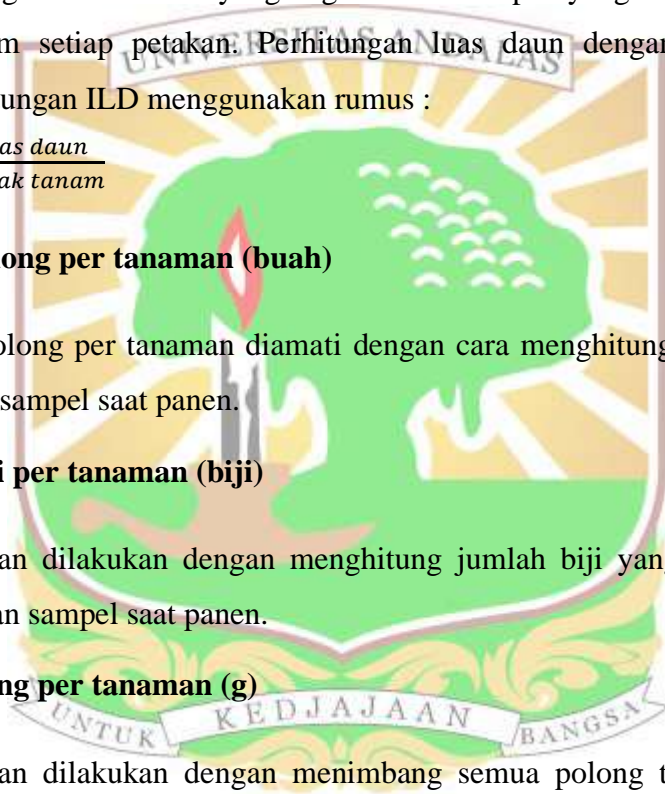 UNIVERSITAS ANDALAS
m setiap petakan. Perhitungan luas daun dengan
ungan ILD menggunakan rumus :
as daun
ak tanam
ong per tanaman (buah)
olong per tanaman diamati dengan cara menghitung
sampel saat panen.
i per tanaman (biji)
an dilakukan dengan menghitung jumlah biji yang
an sampel saat panen.
ng per tanaman (g)
UNTUK KEDJAJAAN BANGSA
an dilakukan dengan menimbang semua polong t